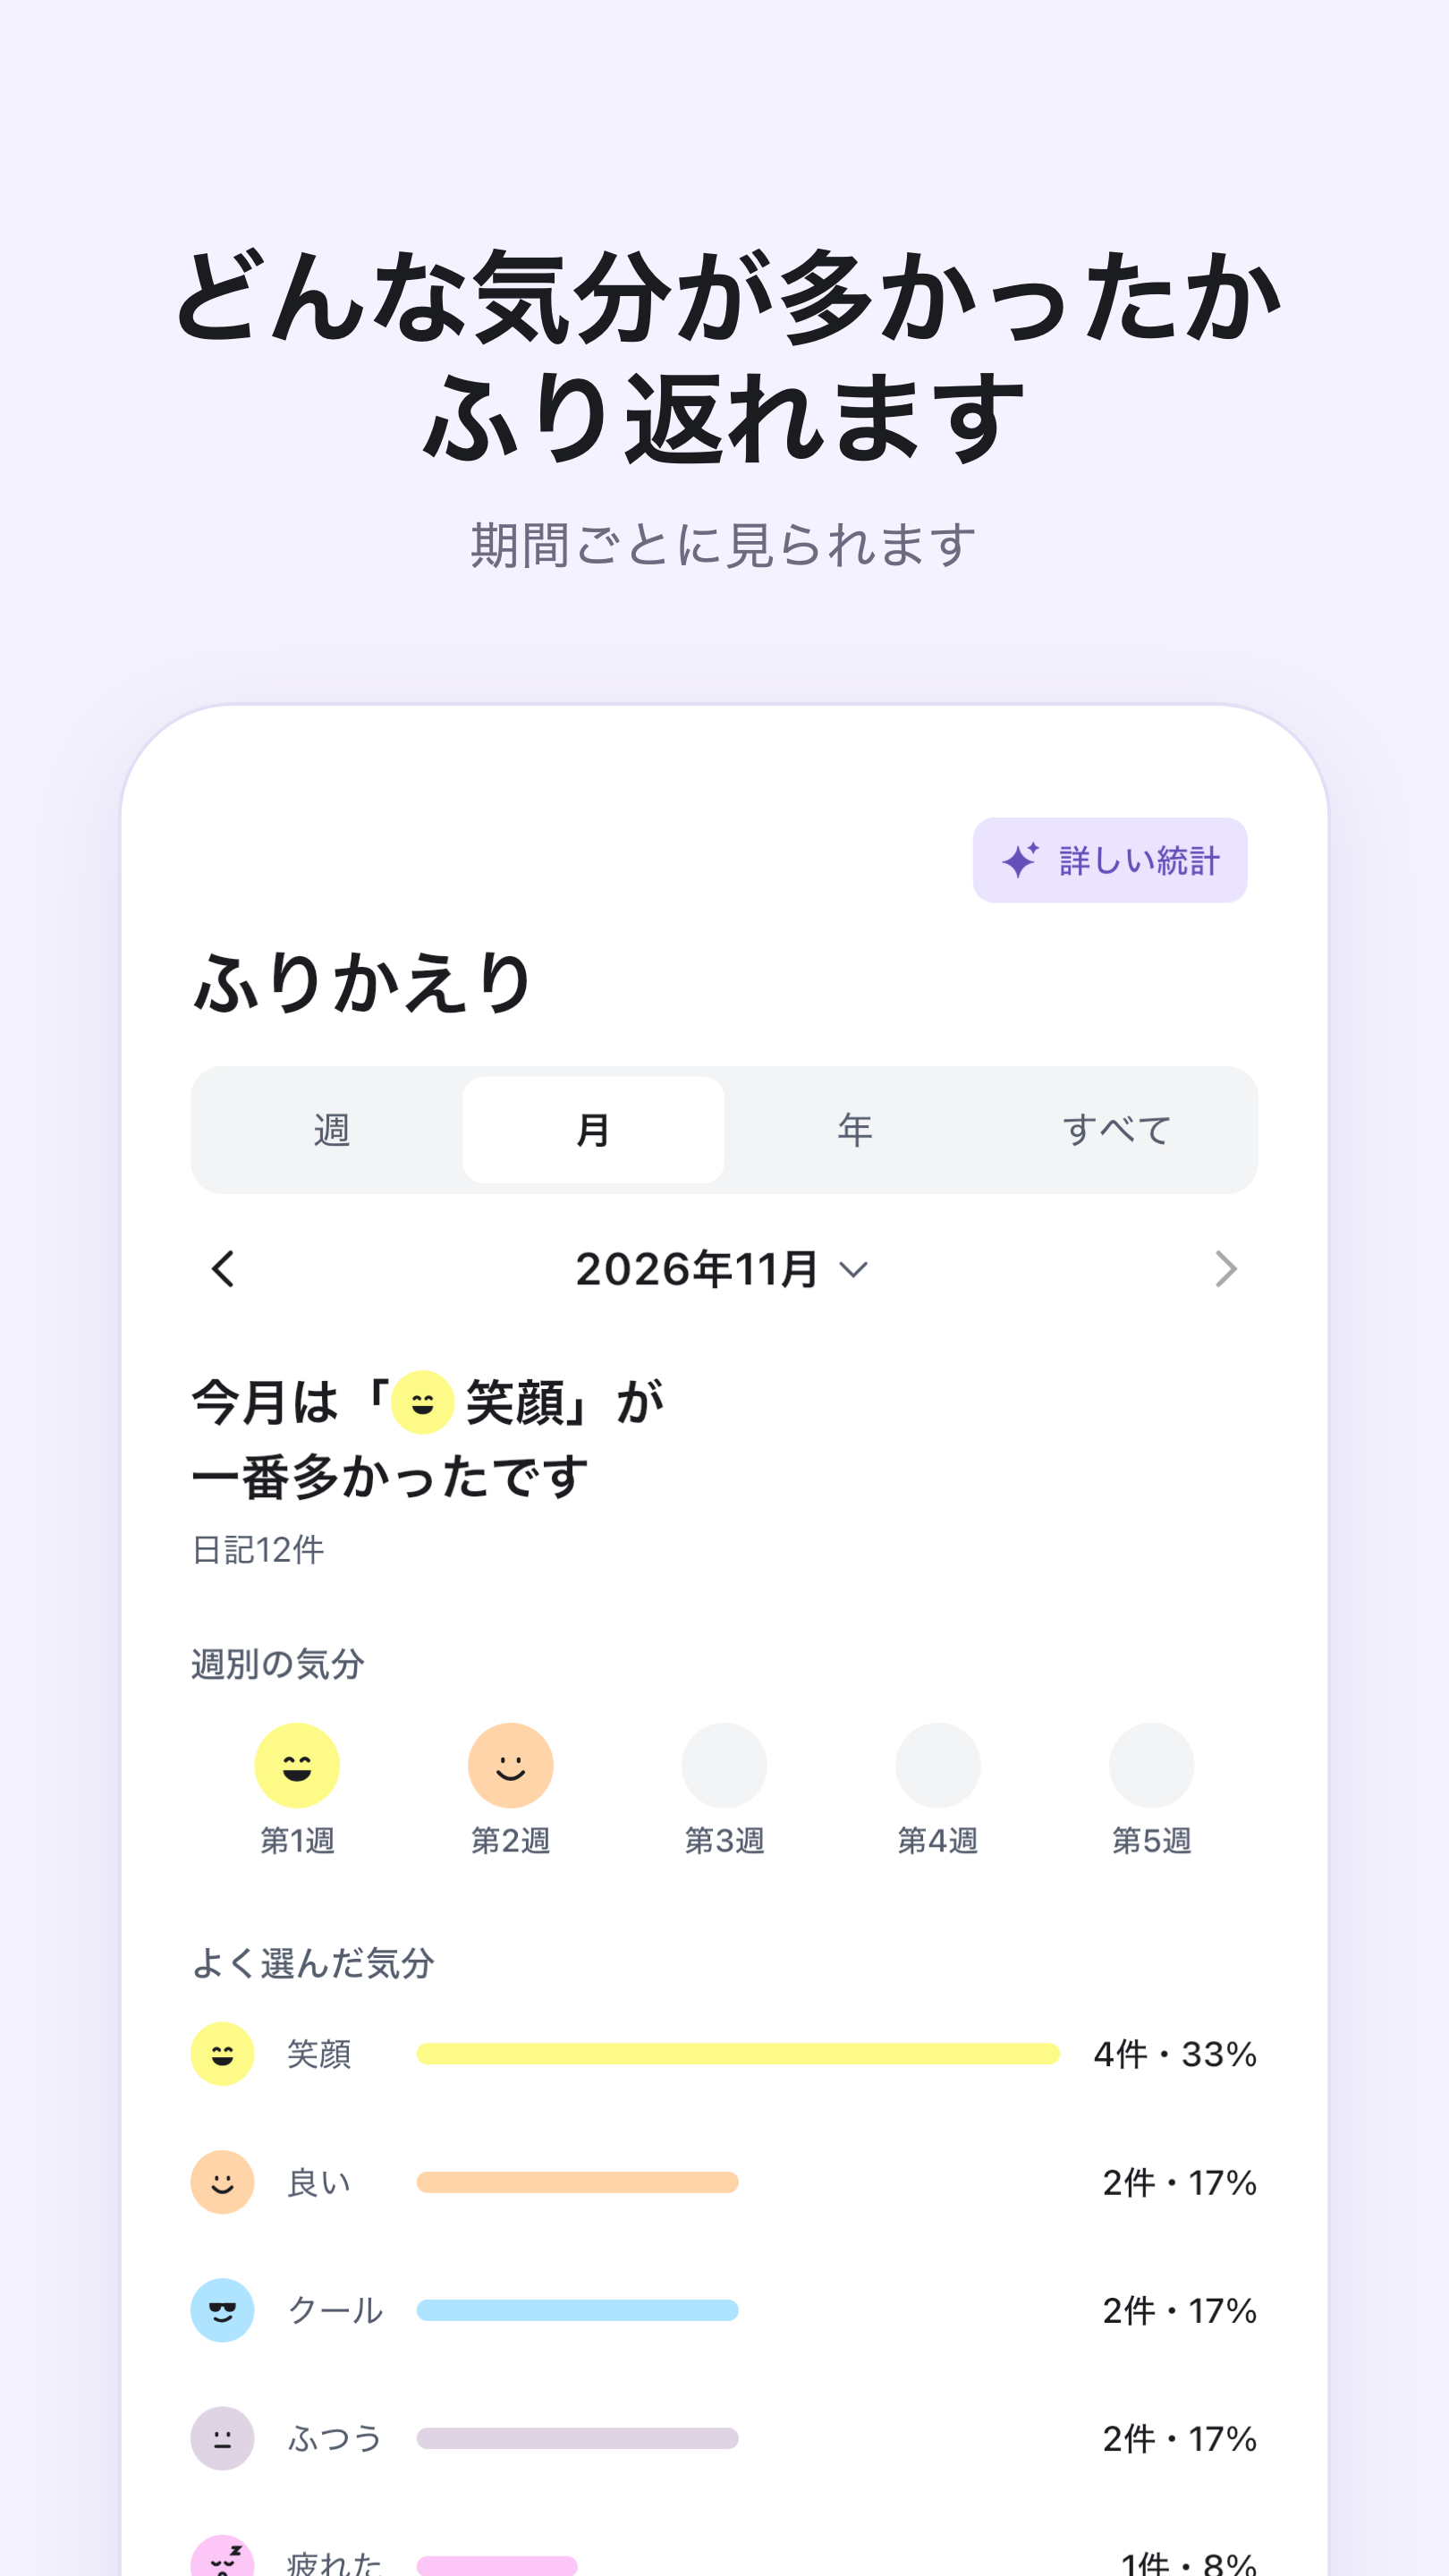 どんな気分が多かったか
ふり返れます
期間ごとに見られます
詳しい統計
ふりかえり
週 月 年 すべて
2026年11月
今月は「笑顔」が
一番多かったです
日記12件
週別の気分
第1週 第2週 第3週 第4週 第5週
よく選んだ気分
笑顔 4件・33%
良い 2件・17%
クール 2件・17%
ふつう 2件・17%
疲れた 1件・8%